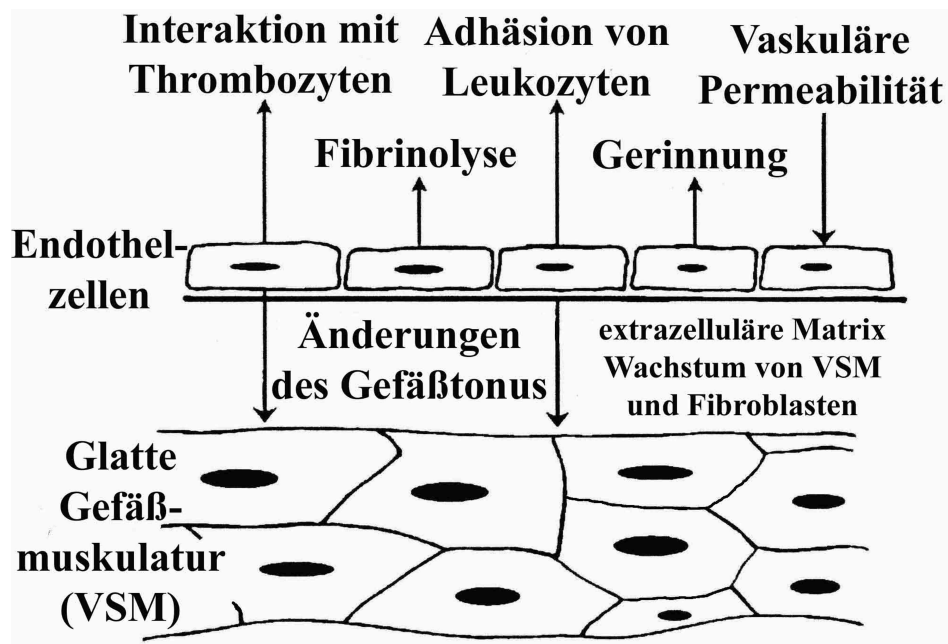 Interaktion mit
Thrombozyten
Adhäsion von
Leukozyten
Vaskuläre
Permeabilität
Fibrinolyse
Gerinnung
Endothel-
zellen
Änderungen
des Gefäßtonus
extrazelluläre Matrix
Wachstum von VSM
und Fibroblasten
Glatte
Gefäß-
muskulatur
(VSM)